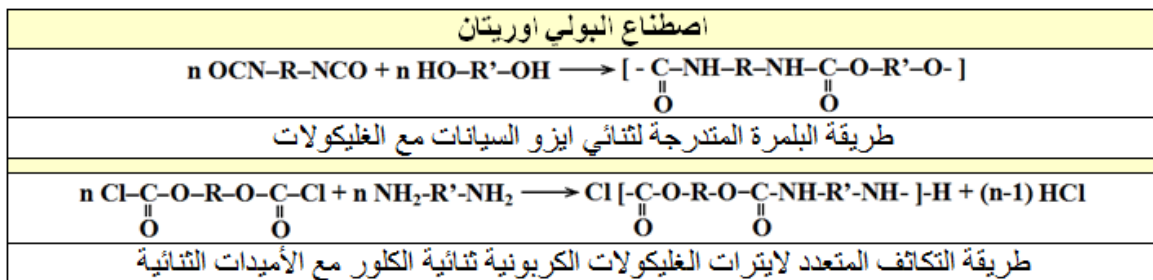 اصطناع البولي اوريتان
n OCN–R–NCO + n HO–R’–OH ⟶ [ - C–NH–R–NH–C–O–R’–O- ]
|| ||
O O
طريقة البلمرة المتدرجة لثنائي ايزو السيانات مع الغليكولات
n Cl–C–O–R–O–C–Cl + n NH₂-R’-NH₂ ⟶ Cl [-C-O-R-O-C-NH-R’-NH- ]-H + (n-1) HCl
|| || || ||
O O O O
طريقة التكاثف المتعدد لايترات الغليكولات الكربونية ثنائية الكلور مع الأميدات الثنائية